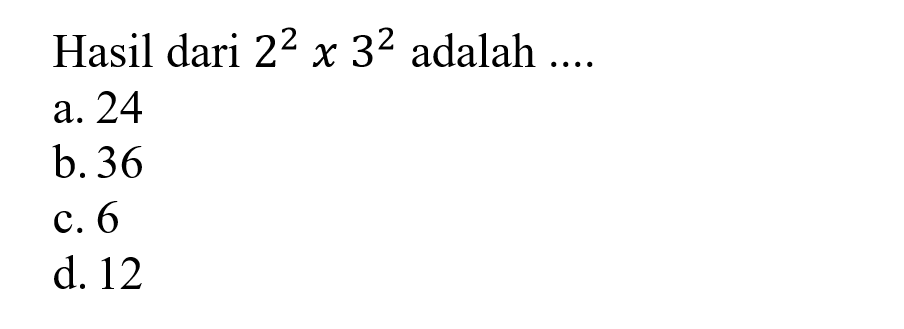 Hasil dari 2² x 3² adalah ....
a. 24
b. 36
c. 6
d. 12